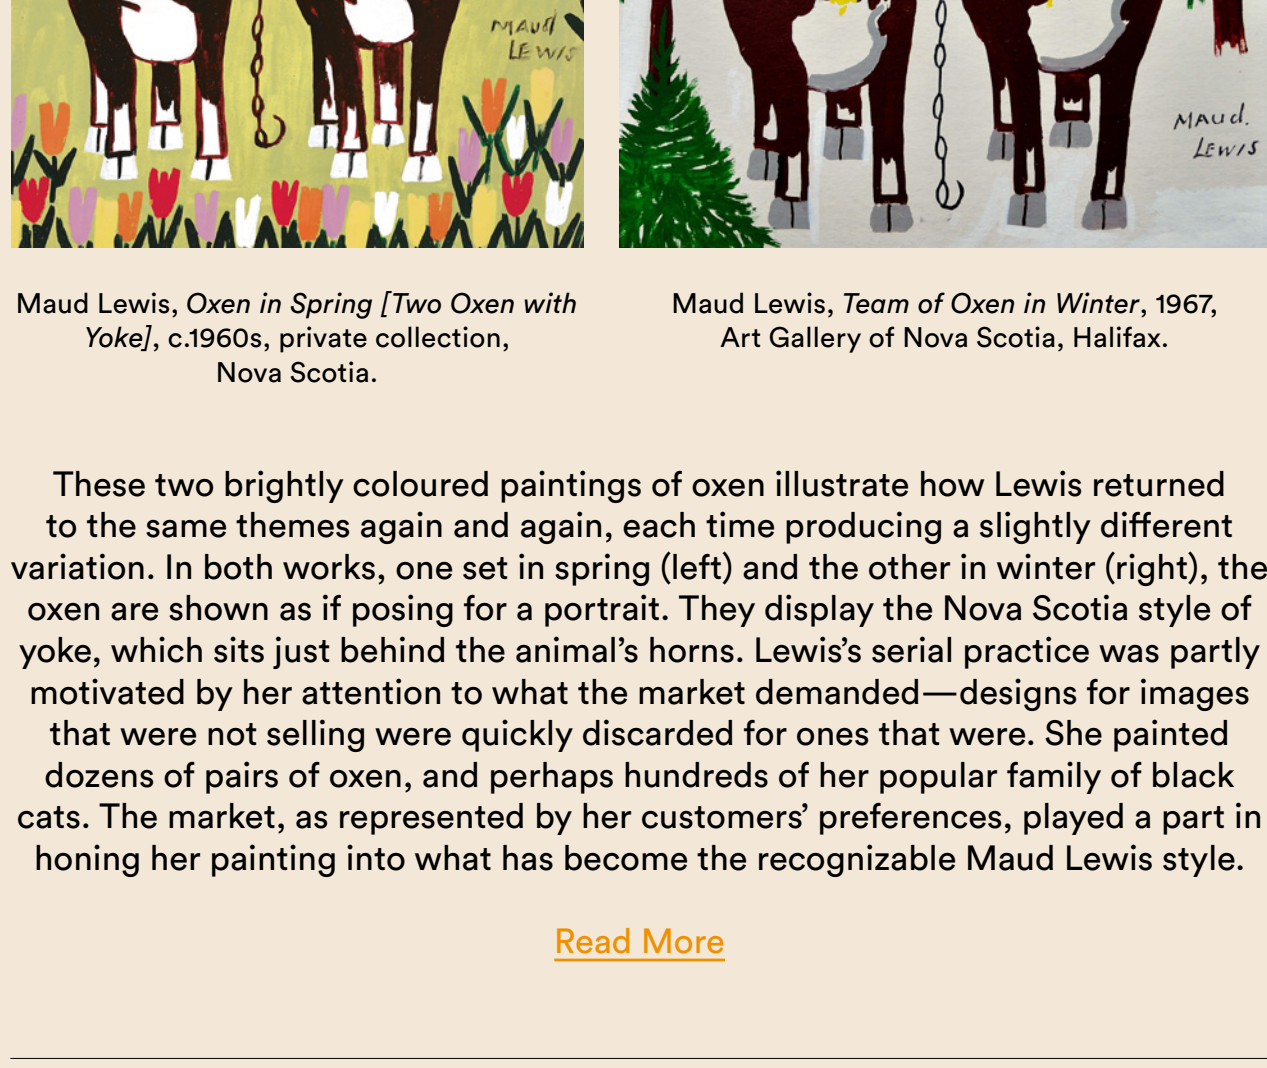 MAUD
LEWIS
MAUd.
LEWIS
Maud Lewis, Oxen in Spring [Two Oxen with
Yoke], c.1960s, private collection,
Nova Scotia.
Maud Lewis, Team of Oxen in Winter, 1967,
Art Gallery of Nova Scotia, Halifax.
These two brightly coloured paintings of oxen illustrate how Lewis returned
to the same themes again and again, each time producing a slightly different
variation. In both works, one set in spring (left) and the other in winter (right), the
oxen are shown as if posing for a portrait. They display the Nova Scotia style of
yoke, which sits just behind the animal’s horns. Lewis’s serial practice was partly
motivated by her attention to what the market demanded—designs for images
that were not selling were quickly discarded for ones that were. She painted
dozens of pairs of oxen, and perhaps hundreds of her popular family of black
cats. The market, as represented by her customers’ preferences, played a part in
honing her painting into what has become the recognizable Maud Lewis style.
Read More